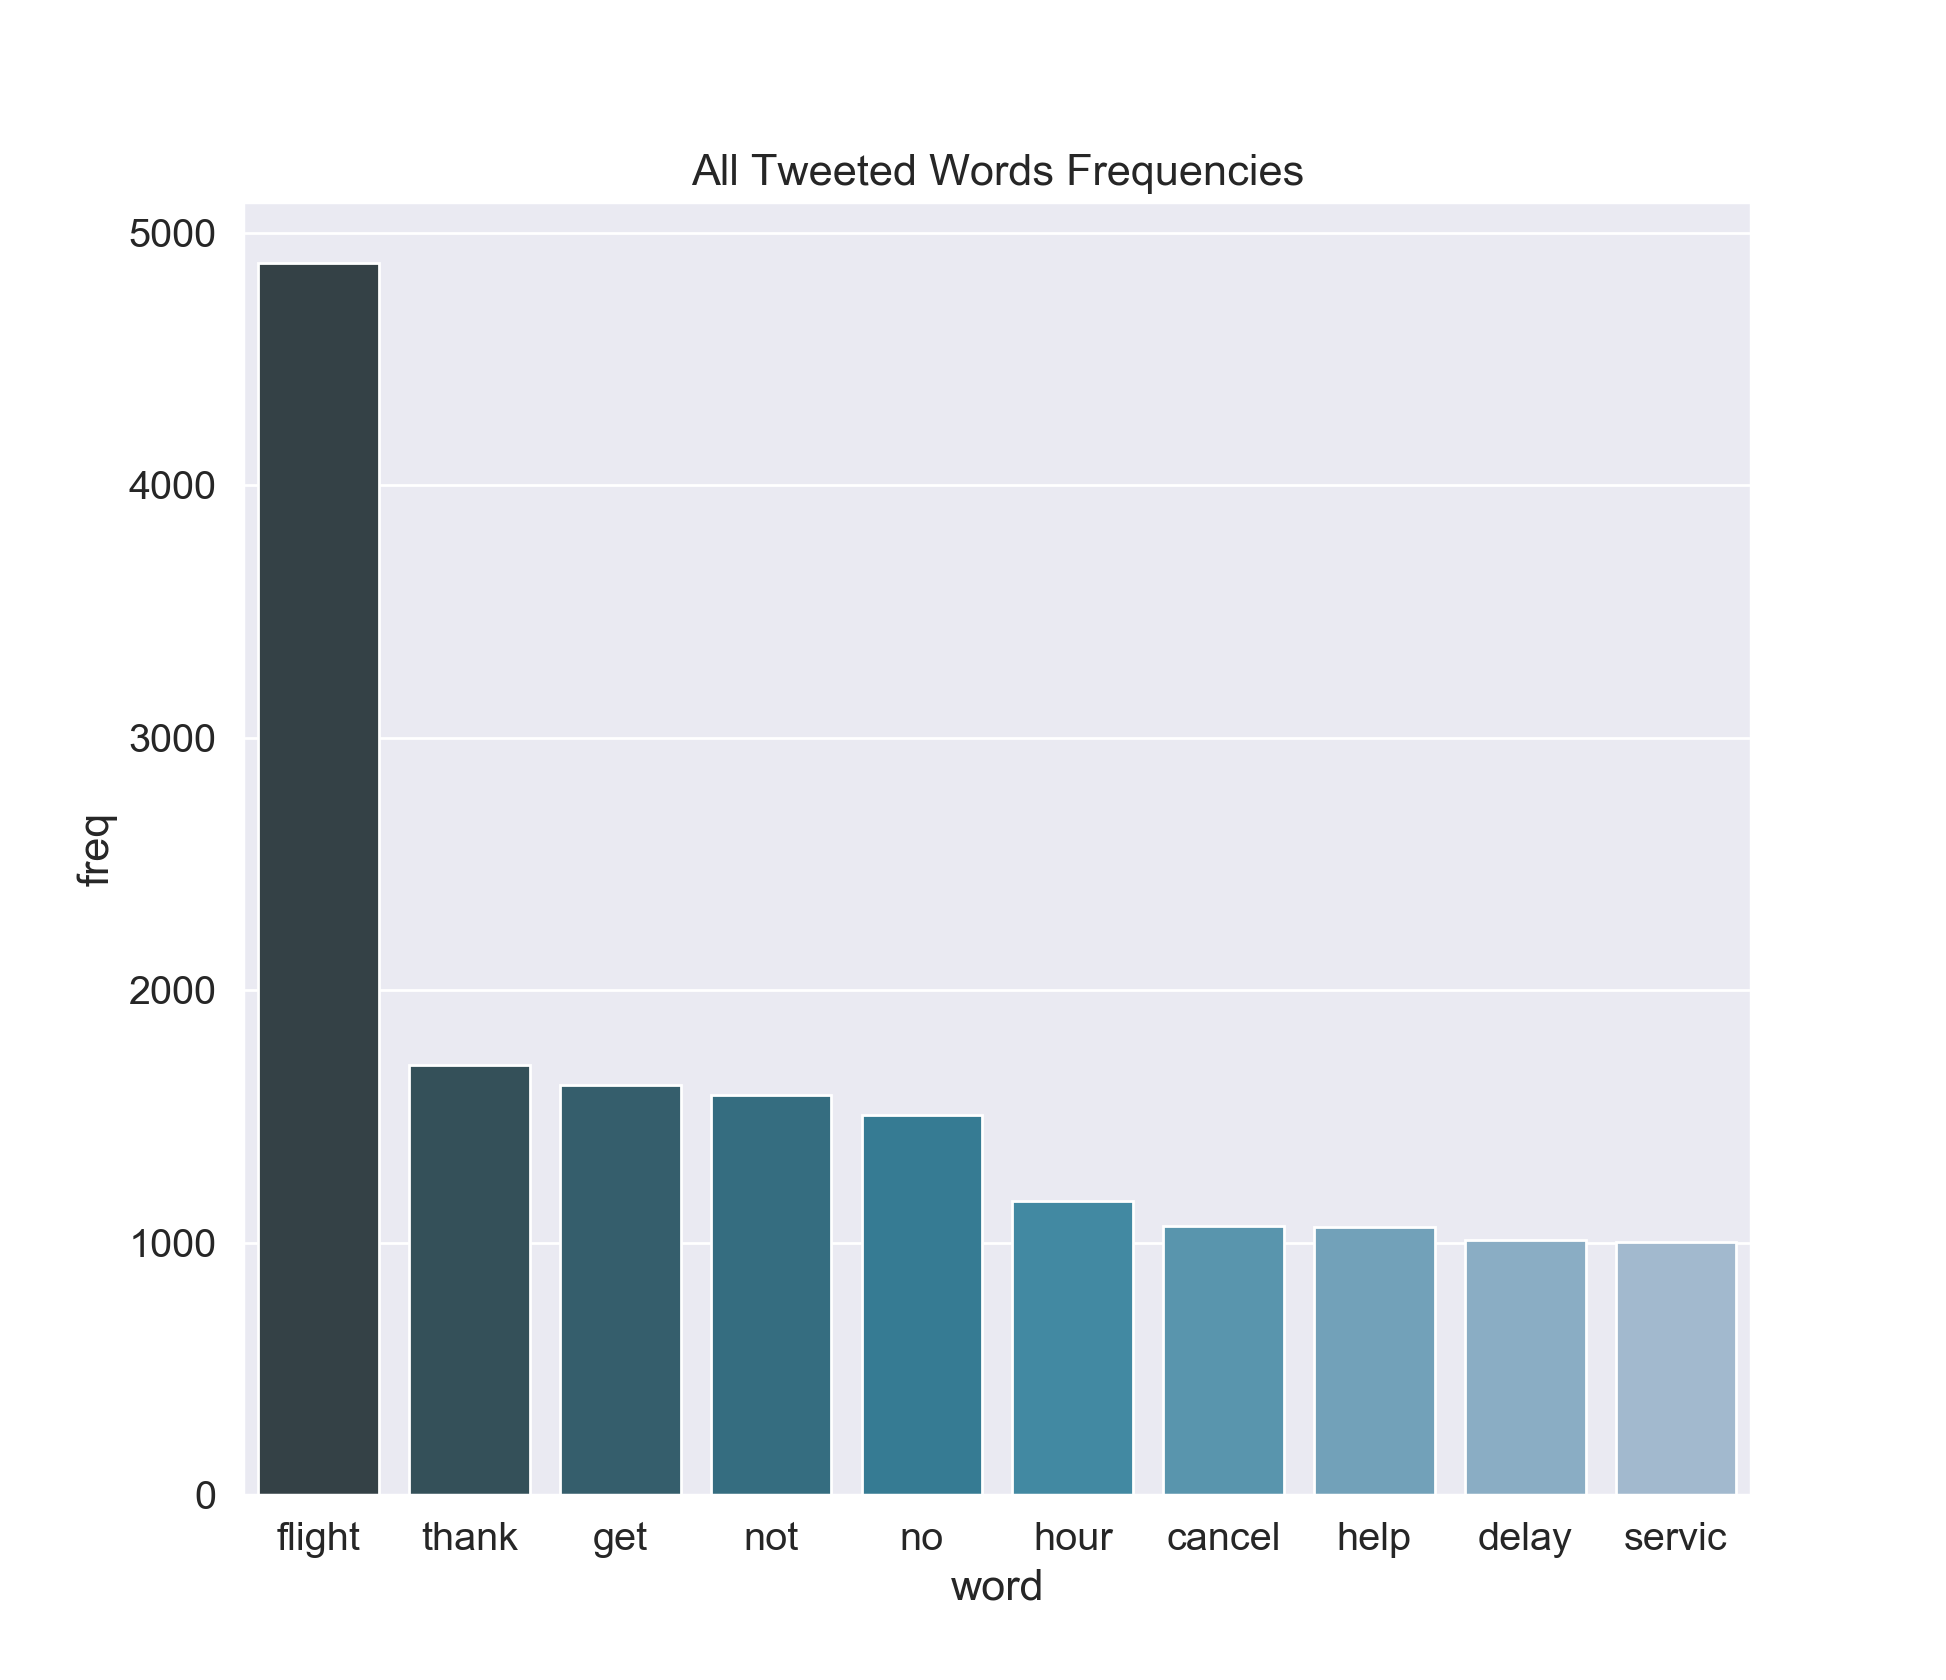 All Tweeted Words Frequencies
5000
4000
3000
2000
1000
0
freq
flight thank get not no hour cancel help delay servic
word